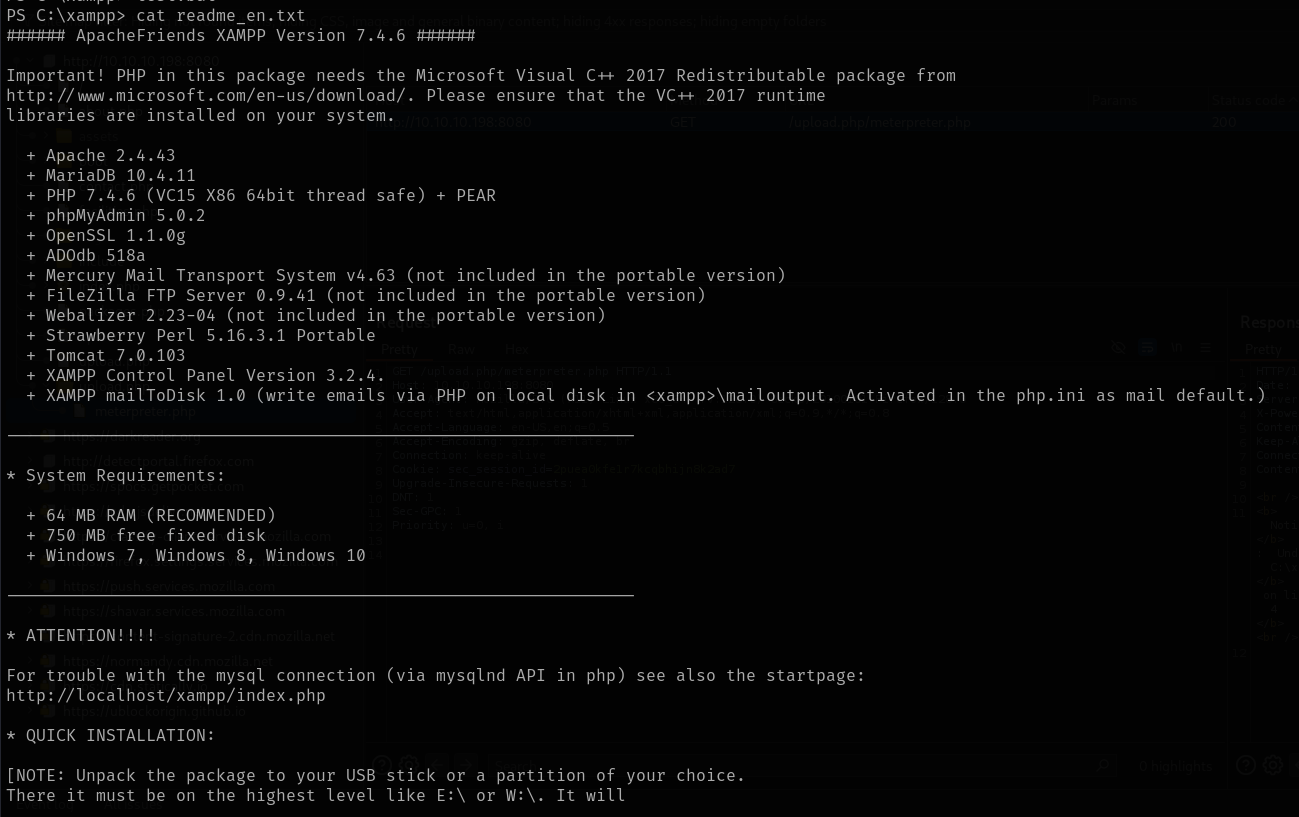 PS C:\xampp> cat readme_en.txt
###### ApacheFriends XAMPP Version 7.4.6 ######
Important! PHP in this package needs the Microsoft Visual C++ 2017 Redistributable package from
http://www.microsoft.com/en-us/download/. Please ensure that the VC++ 2017 runtime
libraries are installed on your system.
+ Apache 2.4.43
+ MariaDB 10.4.11
+ PHP 7.4.6 (VC15 X86 64bit thread safe) + PEAR
+ phpMyAdmin 5.0.2
+ OpenSSL 1.1.0g
+ ADOdb 518a
+ Mercury Mail Transport System v4.63 (not included in the portable version)
+ FileZilla FTP Server 0.9.41 (not included in the portable version)
+ Webalizer 2.23-04 (not included in the portable version)
+ Strawberry Perl 5.16.3.1 Portable
+ Tomcat 7.0.103
+ XAMPP Control Panel Version 3.2.4.
+ XAMPP mailToDisk 1.0 (write emails via PHP on local disk in <xampp>\mailoutput. Activated in the php.ini as mail default.)
* System Requirements:
+ 64 MB RAM (RECOMMENDED)
+ 750 MB free fixed disk
+ Windows 7, Windows 8, Windows 10
* ATTENTION!!!!
For trouble with the mysql connection (via mysqlnd API in php) see also the startpage:
http://localhost/xampp/index.php
* QUICK INSTALLATION:
[NOTE: Unpack the package to your USB stick or a partition of your choice.
There it must be on the highest level like E:\ or W:\. It will